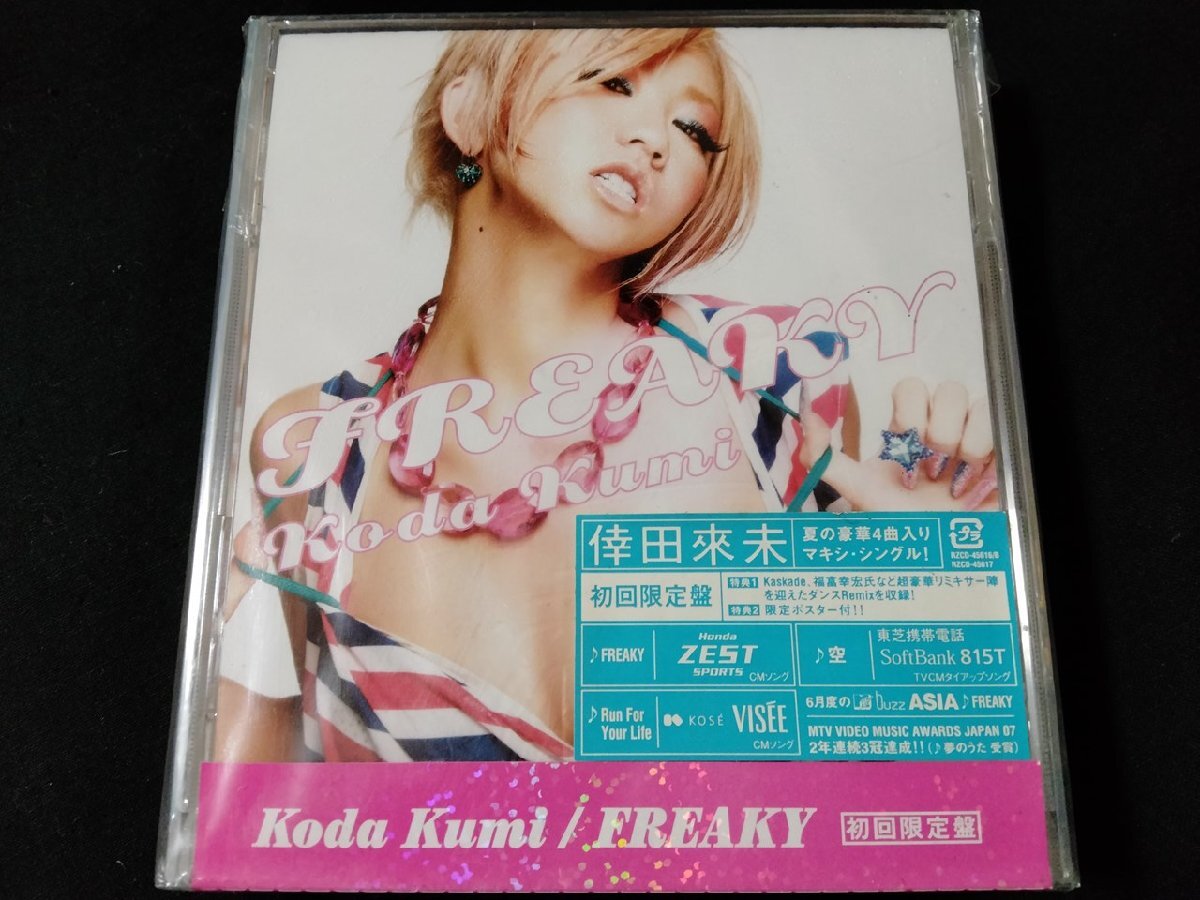 FREAKY
Koda Kumi
倖田來未
夏の豪華4曲入り
マキシ・シングル!
プラ
RZCD-45616/B
RZCD-45617
初回限定盤
特典1 Kaskade、福富幸宏氏など超豪華リミキサー陣
を迎えたダンスRemixを収録!
特典2 限定ポスター付!!
♪FREAKY
Honda
ZEST
SPORTS
CMソング
♪空
東芝携帯電話
SoftBank 815T
TVCMタイアップソング
♪Run For
Your Life
KOSÉ VISÉE
CMソング
6月度の buzz ASIA ♪FREAKY
MTV VIDEO MUSIC AWARDS JAPAN 07
2年連続3冠達成!!(♪夢のうた 受賞)
Koda Kumi / FREAKY 初回限定盤